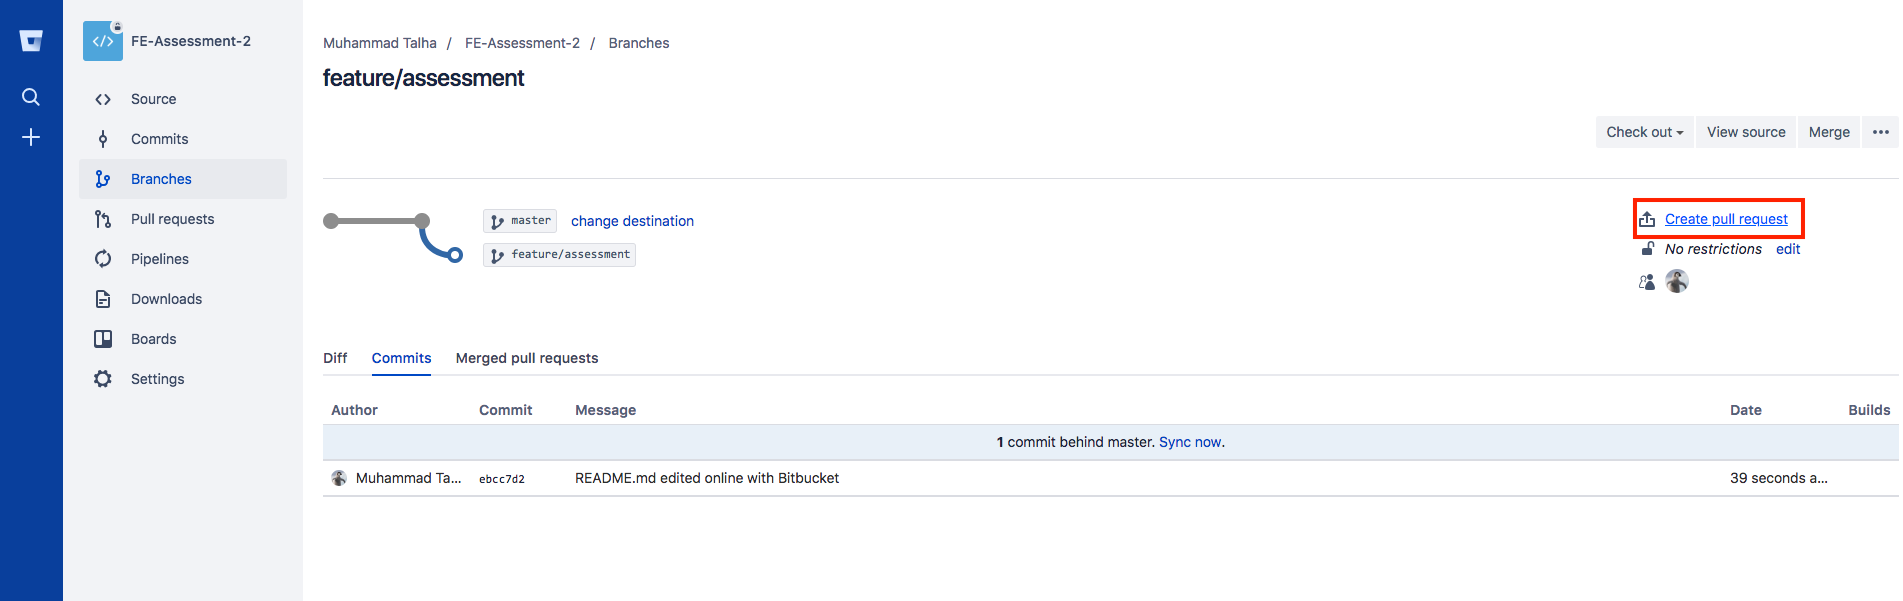 FE-Assessment-2
Source
Commits
Branches
Pull requests
Pipelines
Downloads
Boards
Settings
Muhammad Talha / FE-Assessment-2 / Branches
feature/assessment
Check out View source Merge
master change destination
feature/assessment
Create pull request
No restrictions edit
Diff Commits Merged pull requests
Author Commit Message Date Builds
1 commit behind master. Sync now.
Muhammad Ta... ebcc7d2 README.md edited online with Bitbucket 39 seconds a...